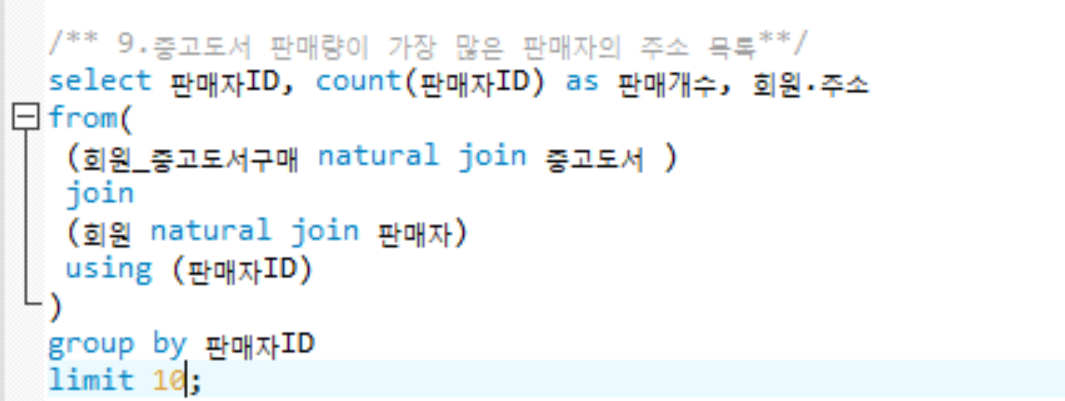 /** 9.중고도서 판매량이 가장 많은 판매자의 주소 목록**/
select 판매자ID, count(판매자ID) as 판매개수, 회원.주소
from(
(회원_중고도서구매 natural join 중고도서 )
join
(회원 natural join 판매자)
using (판매자ID)
)
group by 판매자ID
limit 10;